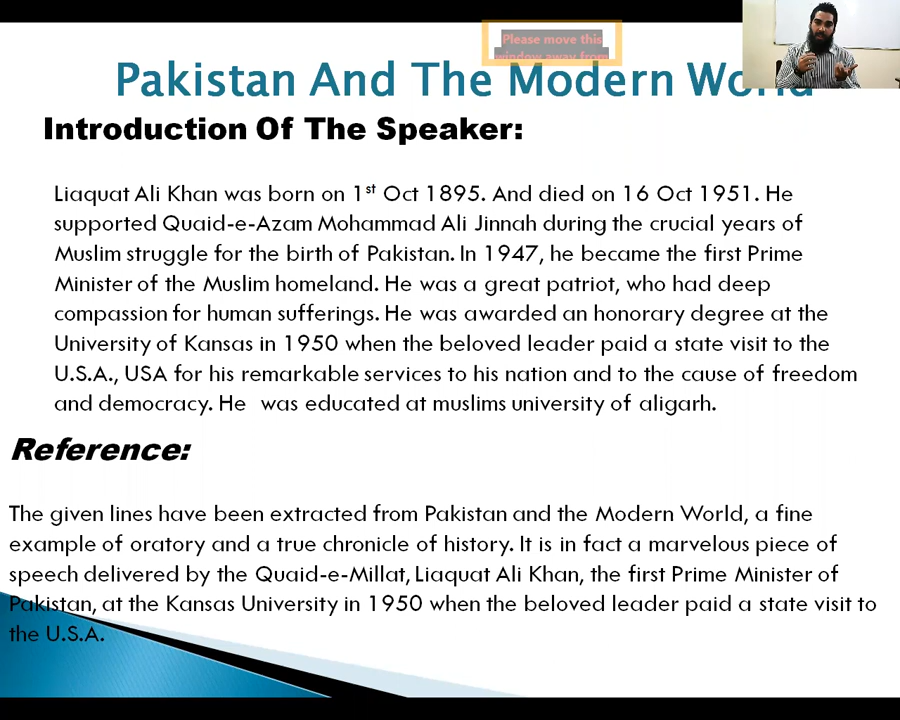 Please move this
window away from
Pakistan And The Modern World
Introduction Of The Speaker:
Liaquat Ali Khan was born on 1st Oct 1895. And died on 16 Oct 1951. He
supported Quaid-e-Azam Mohammad Ali Jinnah during the crucial years of
Muslim struggle for the birth of Pakistan. In 1947, he became the first Prime
Minister of the Muslim homeland. He was a great patriot, who had deep
compassion for human sufferings. He was awarded an honorary degree at the
University of Kansas in 1950 when the beloved leader paid a state visit to the
U.S.A., USA for his remarkable services to his nation and to the cause of freedom
and democracy. He was educated at muslims university of aligarh.
Reference:
The given lines have been extracted from Pakistan and the Modern World, a fine
example of oratory and a true chronicle of history. It is in fact a marvelous piece of
speech delivered by the Quaid-e-Millat, Liaquat Ali Khan, the first Prime Minister of
Pakistan, at the Kansas University in 1950 when the beloved leader paid a state visit to
the U.S.A.